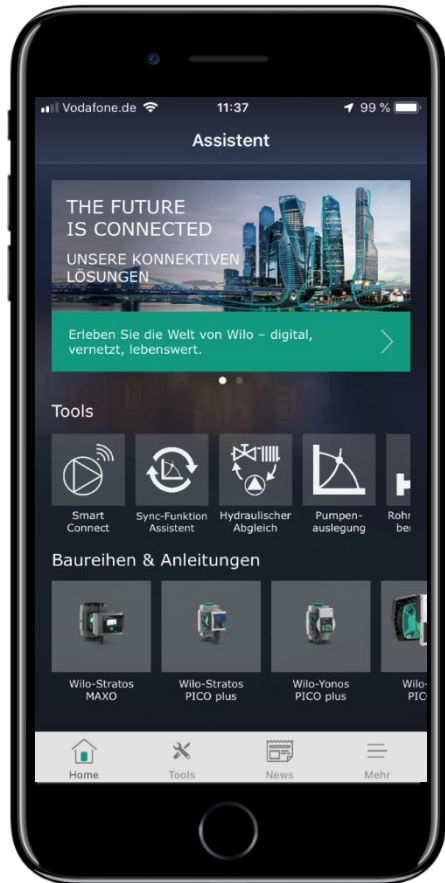 Vodafone.de
11:37
99 %
Assistent
THE FUTURE
IS CONNECTED
UNSERE KONNEKTIVEN
LÖSUNGEN
Erleben Sie die Welt von Wilo – digital,
vernetzt, lebenswert.
Tools
Smart
Connect
Sync-Funktion
Assistent
Hydraulischer
Abgleich
Pumpen-
auslegung
Baureihen & Anleitungen
Wilo-Stratos
MAXO
Wilo-Stratos
PICO plus
Wilo-Yonos
PICO plus
Wilo-
Home
Tools
News
Mehr